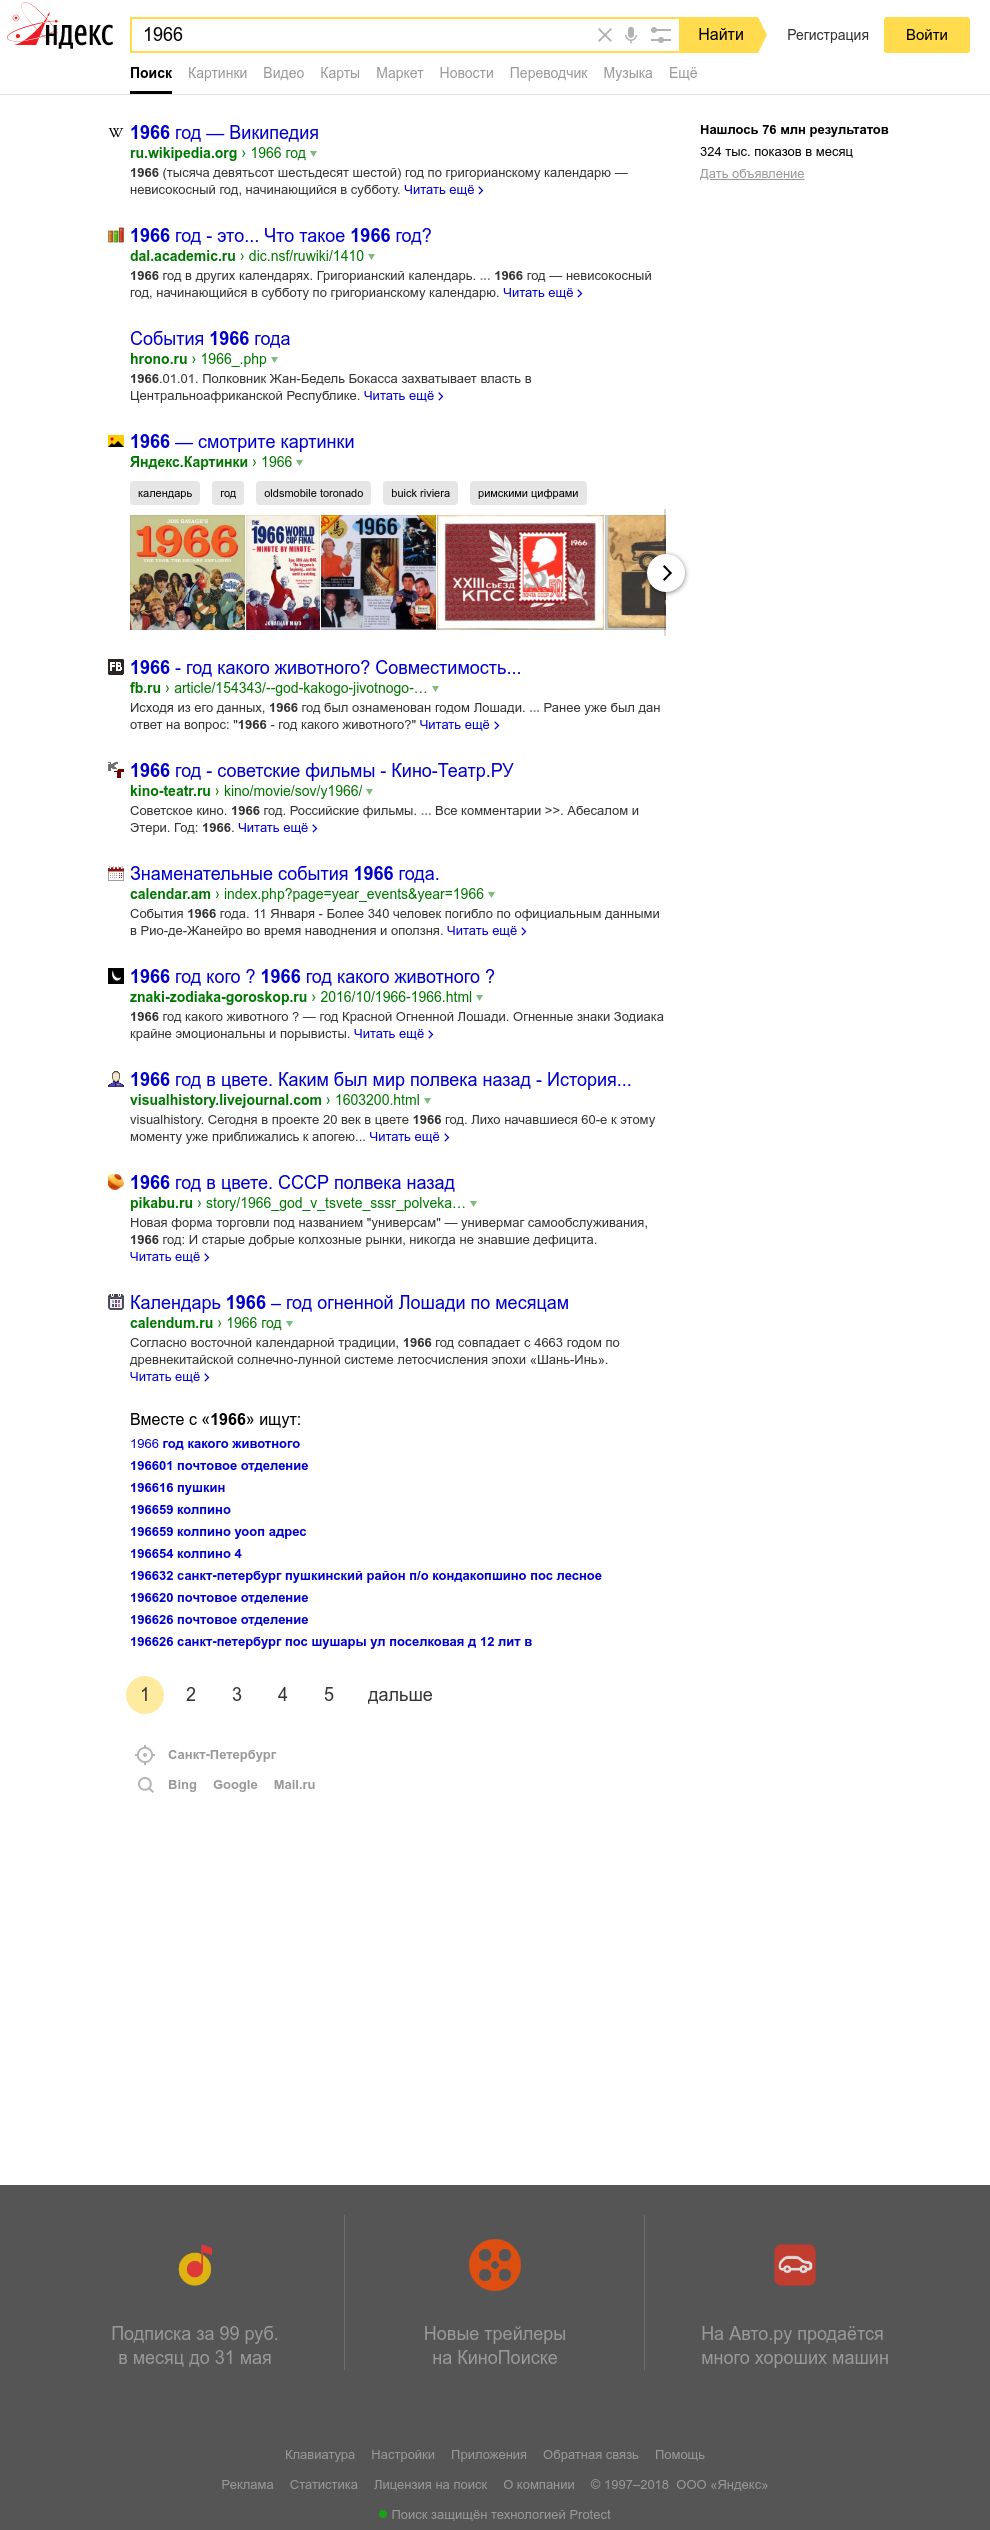 Яндекс
1966
Найти
Регистрация
Войти
Поиск Картинки Видео Карты Маркет Новости Переводчик Музыка Ещё
Нашлось 76 млн результатов
324 тыс. показов в месяц
Дать объявление
1966 год — Википедия
ru.wikipedia.org › 1966 год
1966 (тысяча девятьсот шестьдесят шестой) год по григорианскому календарю —
невисокосный год, начинающийся в субботу. Читать ещё
1966 год - это... Что такое 1966 год?
dal.academic.ru › dic.nsf/ruwiki/1410
1966 год в других календарях. Григорианский календарь. ... 1966 год — невисокосный
год, начинающийся в субботу по григорианскому календарю. Читать ещё
События 1966 года
hrono.ru › 1966_.php
1966.01.01. Полковник Жан-Бедель Бокасса захватывает власть в
Центральноафриканской Республике. Читать ещё
1966 — смотрите картинки
Яндекс.Картинки › 1966
календарь год oldsmobile toronado buick riviera римскими цифрами
JON SAVAGE'S
1966
THE YEAR THE DECADE EXPLODED
THE
1966 WORLD
CUP FINAL
MINUTE BY MINUTE
JONATHAN MAYO
1966
1966
XXIII СЪЕЗД
КПСС
1966 - год какого животного? Совместимость...
fb.ru › article/154343/--god-kakogo-jivotnogo-…
Исходя из его данных, 1966 год был ознаменован годом Лошади. ... Ранее уже был дан
ответ на вопрос: "1966 - год какого животного?" Читать ещё
1966 год - советские фильмы - Кино-Театр.РУ
kino-teatr.ru › kino/movie/sov/y1966/
Советское кино. 1966 год. Российские фильмы. ... Все комментарии >>. Абесалом и
Этери. Год: 1966. Читать ещё
Знаменательные события 1966 года.
calendar.am › index.php?page=year_events&year=1966
События 1966 года. 11 Января - Более 340 человек погибло по официальным данными
в Рио-де-Жанейро во время наводнения и оползня. Читать ещё
1966 год кого ? 1966 год какого животного ?
znaki-zodiaka-goroskop.ru › 2016/10/1966-1966.html
1966 год какого животного ? — год Красной Огненной Лошади. Огненные знаки Зодиака
крайне эмоциональны и порывисты. Читать ещё
1966 год в цвете. Каким был мир полвека назад - История...
visualhistory.livejournal.com › 1603200.html
visualhistory. Сегодня в проекте 20 век в цвете 1966 год. Лихо начавшиеся 60-е к этому
моменту уже приближались к апогею... Читать ещё
1966 год в цвете. СССР полвека назад
pikabu.ru › story/1966_god_v_tsvete_sssr_polveka…
Новая форма торговли под названием "универсам" — универмаг самообслуживания,
1966 год: И старые добрые колхозные рынки, никогда не знавшие дефицита.
Читать ещё
Календарь 1966 – год огненной Лошади по месяцам
calendum.ru › 1966 год
Согласно восточной календарной традиции, 1966 год совпадает с 4663 годом по
древнекитайской солнечно-лунной системе летосчисления эпохи «Шань-Инь».
Читать ещё
Вместе с «1966» ищут:
1966 год какого животного
196601 почтовое отделение
196616 пушкин
196659 колпино
196659 колпино уооп адрес
196654 колпино 4
196632 санкт-петербург пушкинский район п/о кондакопшино пос лесное
196620 почтовое отделение
196626 почтовое отделение
196626 санкт-петербург пос шушары ул поселковая д 12 лит в
1 2 3 4 5 дальше
Санкт-Петербург
Bing Google Mail.ru
Подписка за 99 руб.
в месяц до 31 мая
Новые трейлеры
на КиноПоиске
На Авто.ру продаётся
много хороших машин
Клавиатура Настройки Приложения Обратная связь Помощь
Реклама Статистика Лицензия на поиск О компании © 1997–2018 ООО «Яндекс»
Поиск защищён технологией Protect